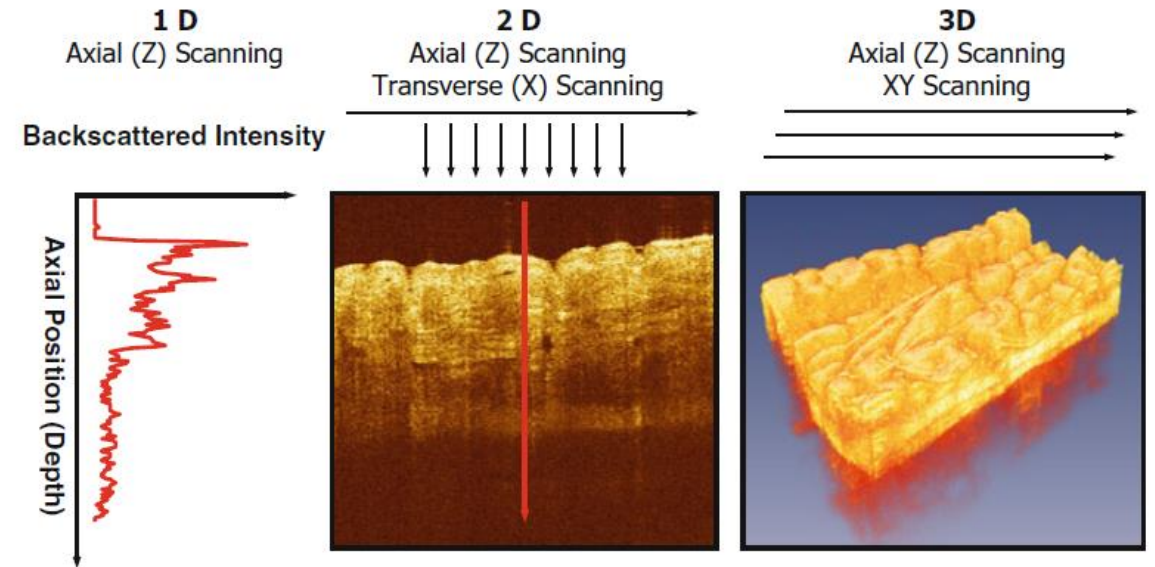 1 D
Axial (Z) Scanning
2 D
Axial (Z) Scanning
Transverse (X) Scanning
3D
Axial (Z) Scanning
XY Scanning
Backscattered Intensity
Axial Position (Depth)